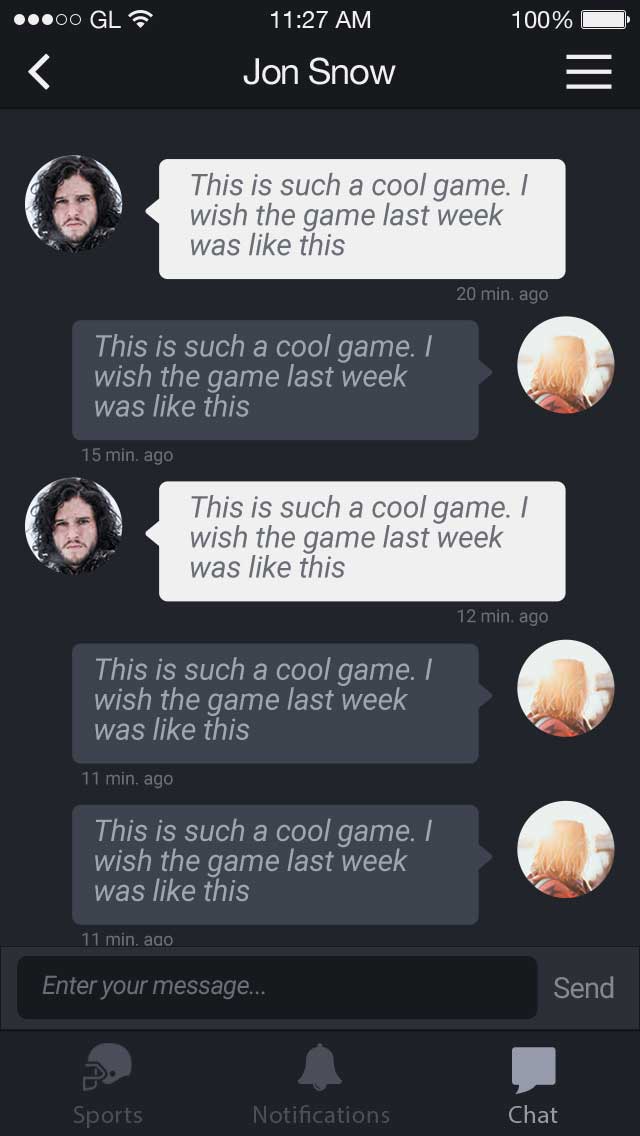 GL 11:27 AM 100%
Jon Snow
This is such a cool game. I
wish the game last week
was like this
20 min. ago
This is such a cool game. I
wish the game last week
was like this
15 min. ago
This is such a cool game. I
wish the game last week
was like this
12 min. ago
This is such a cool game. I
wish the game last week
was like this
11 min. ago
This is such a cool game. I
wish the game last week
was like this
11 min. ago
Enter your message... Send
Sports Notifications Chat